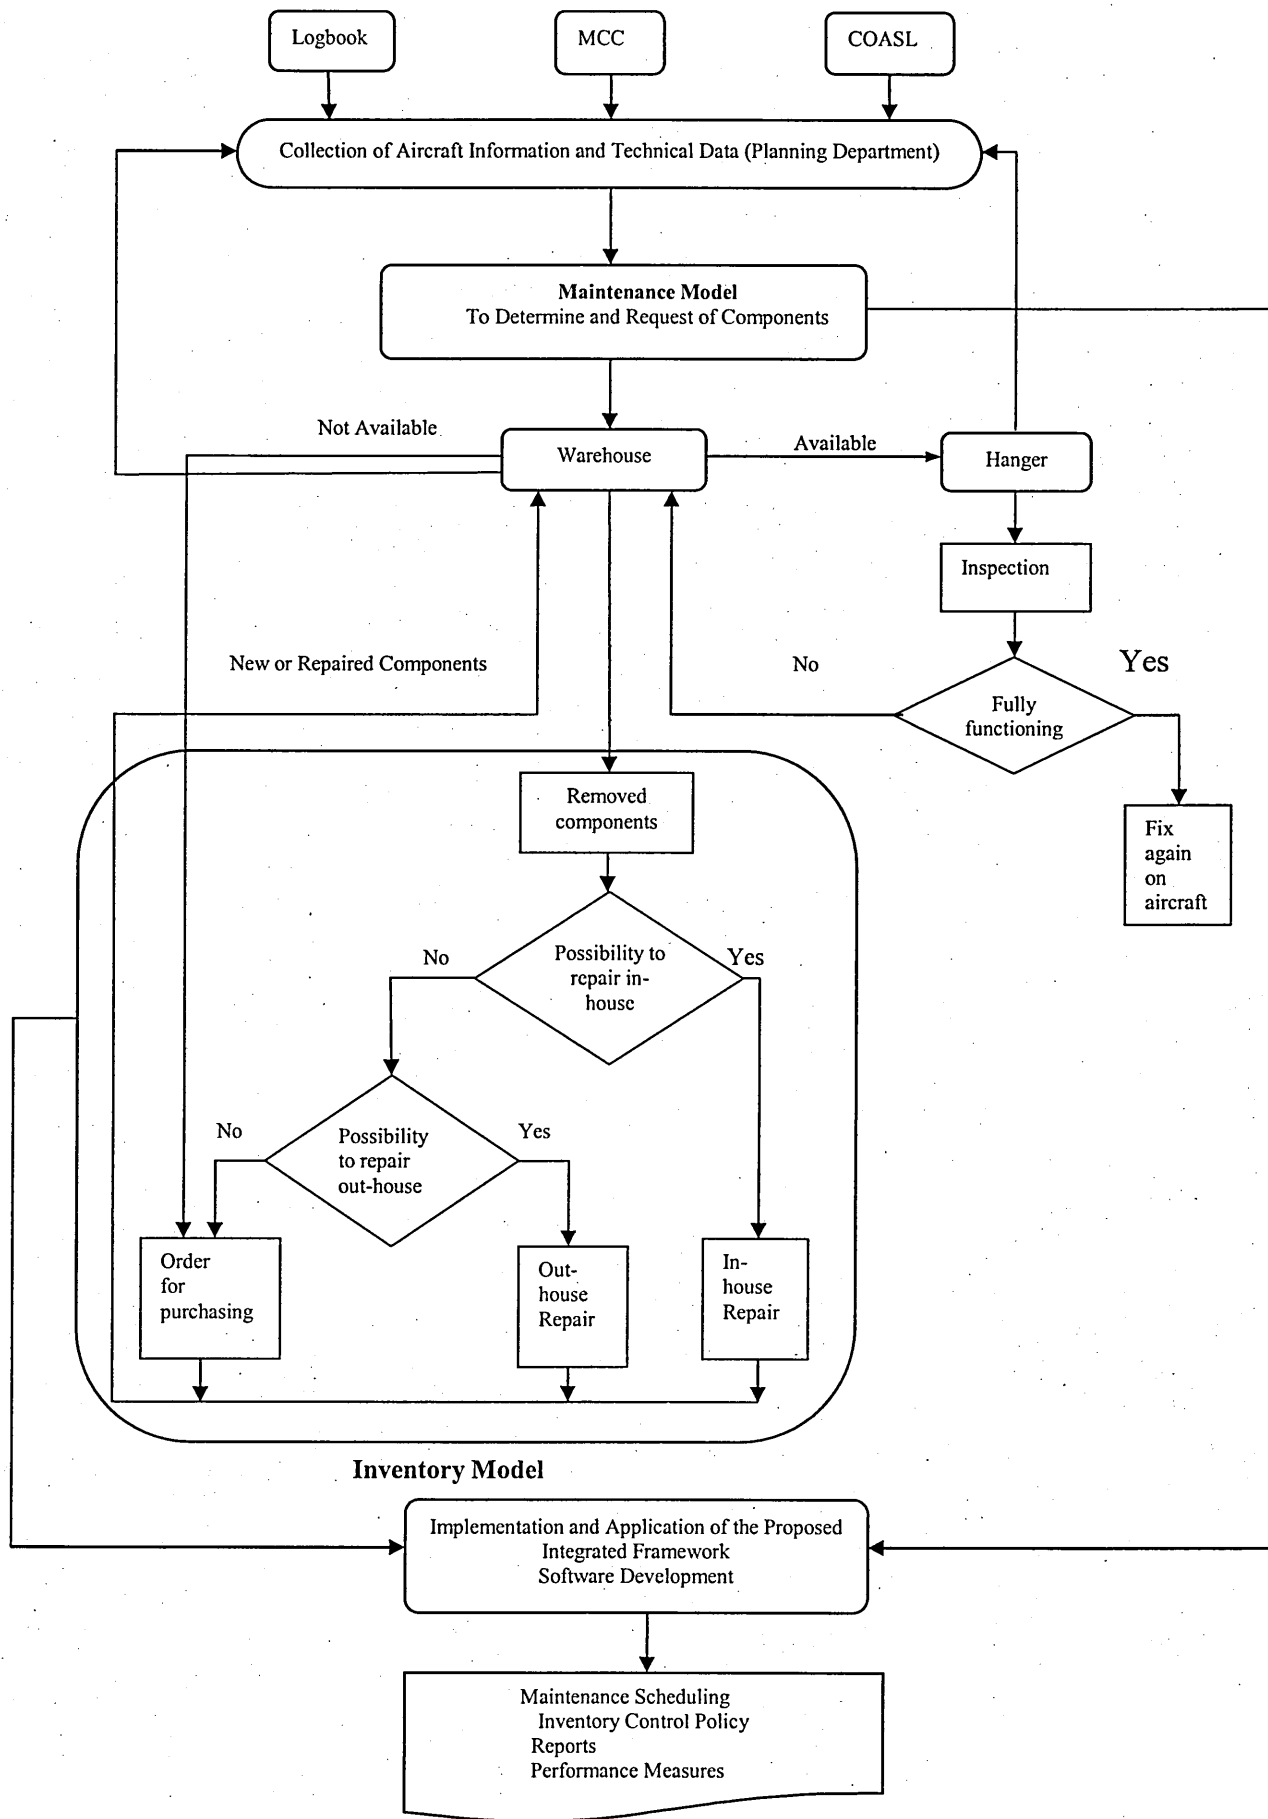 Logbook
MCC
COASL
Collection of Aircraft Information and Technical Data (Planning Department)
Maintenance Model
To Determine and Request of Components
Not Available
Warehouse
Available
Hanger
Inspection
New or Repaired Components
No
Yes
Fully
functioning
Removed
components
Fix
again
on
aircraft
No
Possibility to
repair in-
house
Yes
No
Possibility
to repair
out-house
Yes
Order
for
purchasing
Out-
house
Repair
In-
house
Repair
Inventory Model
Implementation and Application of the Proposed
Integrated Framework
Software Development
Maintenance Scheduling
Inventory Control Policy
Reports
Performance Measures